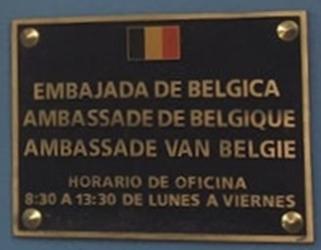 EMBAJADA DE BELGICA
AMBASSADE DE BELGIQUE
AMBASSADE VAN BELGIE
HORARIO DE OFICINA
8:30 A 13:30 DE LUNES A VIERNES